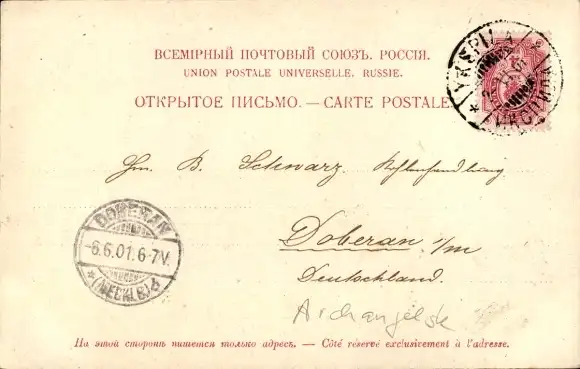 ВСЕМІРНЫЙ ПОЧТОВЫЙ СОЮЗЪ. РОССІЯ.
UNION POSTALE UNIVERSELLE. RUSSIE.
ОТКРЫТОЕ ПИСЬМО. — CARTE POSTALE
B. Schwarz.
Doberan i/m
Deutschland.
DOBERAN
-6.6.01.6-7V.
* (MECKLB) *
Archangelsk
На этой сторонѣ пишется только адресъ. — Côté réservé exclusivement à l'adresse.